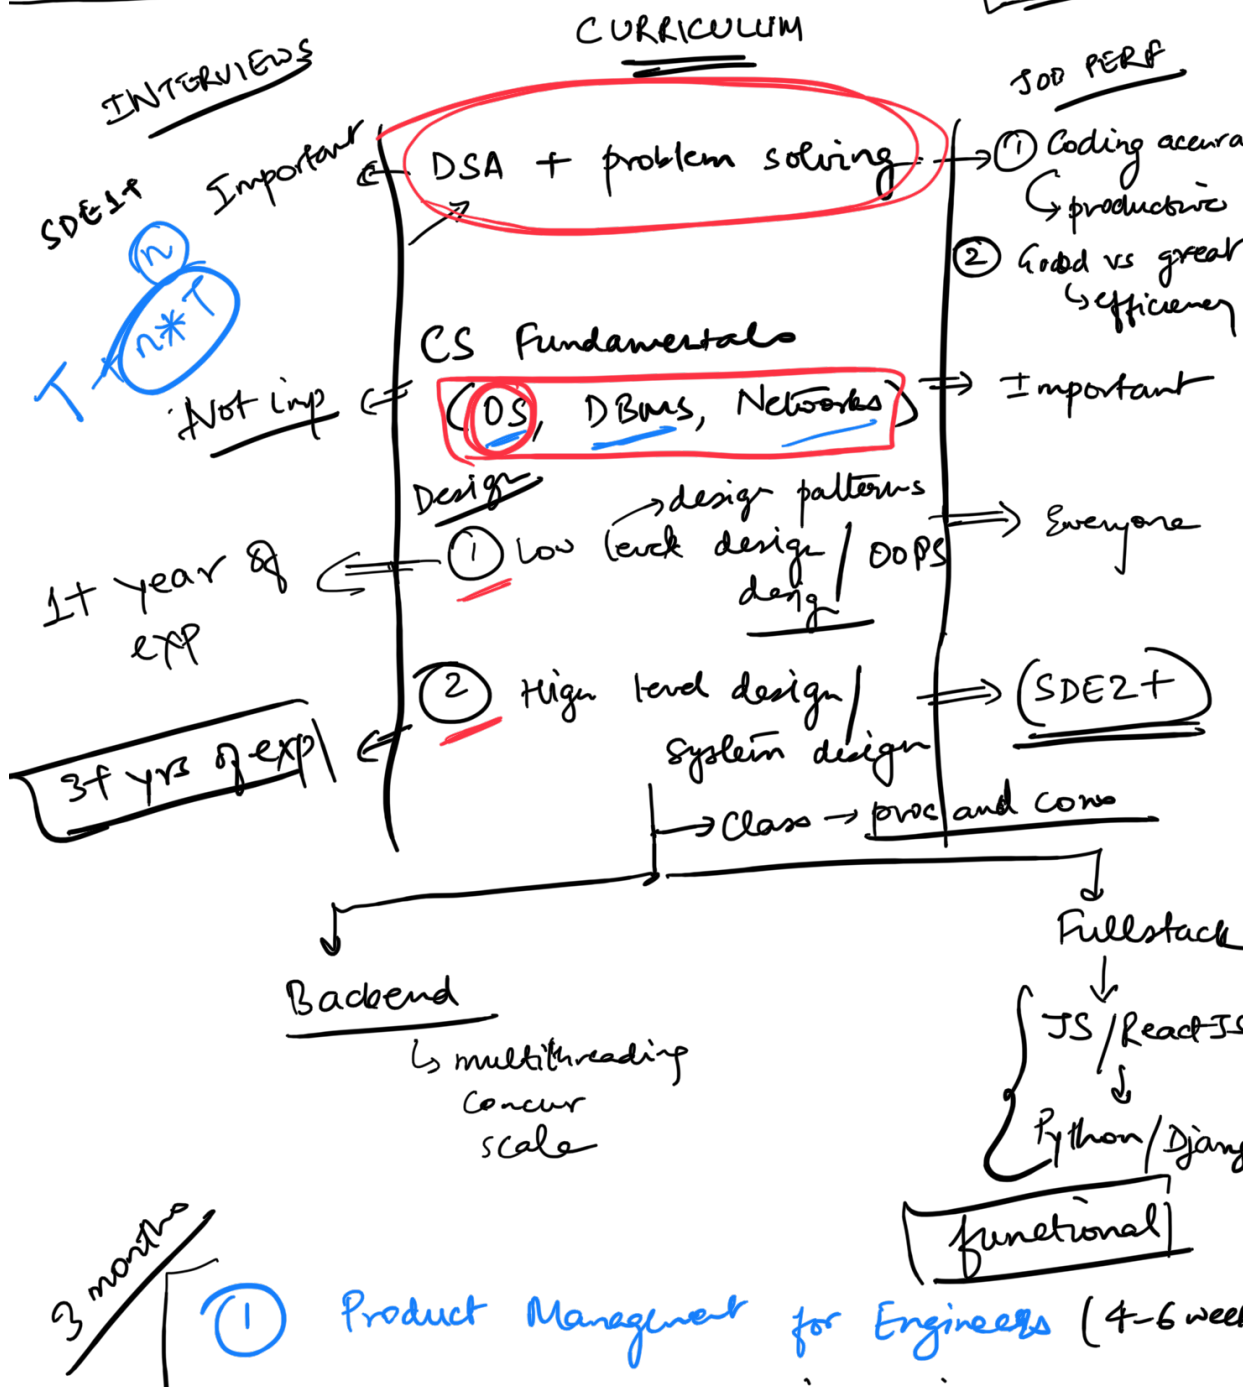 CURRICULUM
INTERVIEWS
JOB PERF
SDE1+
Important
DSA + problem solving
① Coding accura
productive
② Good vs great
efficiency
n
n*T
T
CS Fundamentals
Not imp
(OS, DBMS, Networks)
Important
Design
design patterns
① Low level design / OOPS
desig
Everyone
1+ year of
exp
② High level design/
system design
(SDE2+)
3+ yrs of exp
Class → pros and cons
Backend
multithreading
concur
scale
Fullstack
JS/ReactJS
Python/Djang
functional
3 months
① Product Management for Engineers (4-6 week